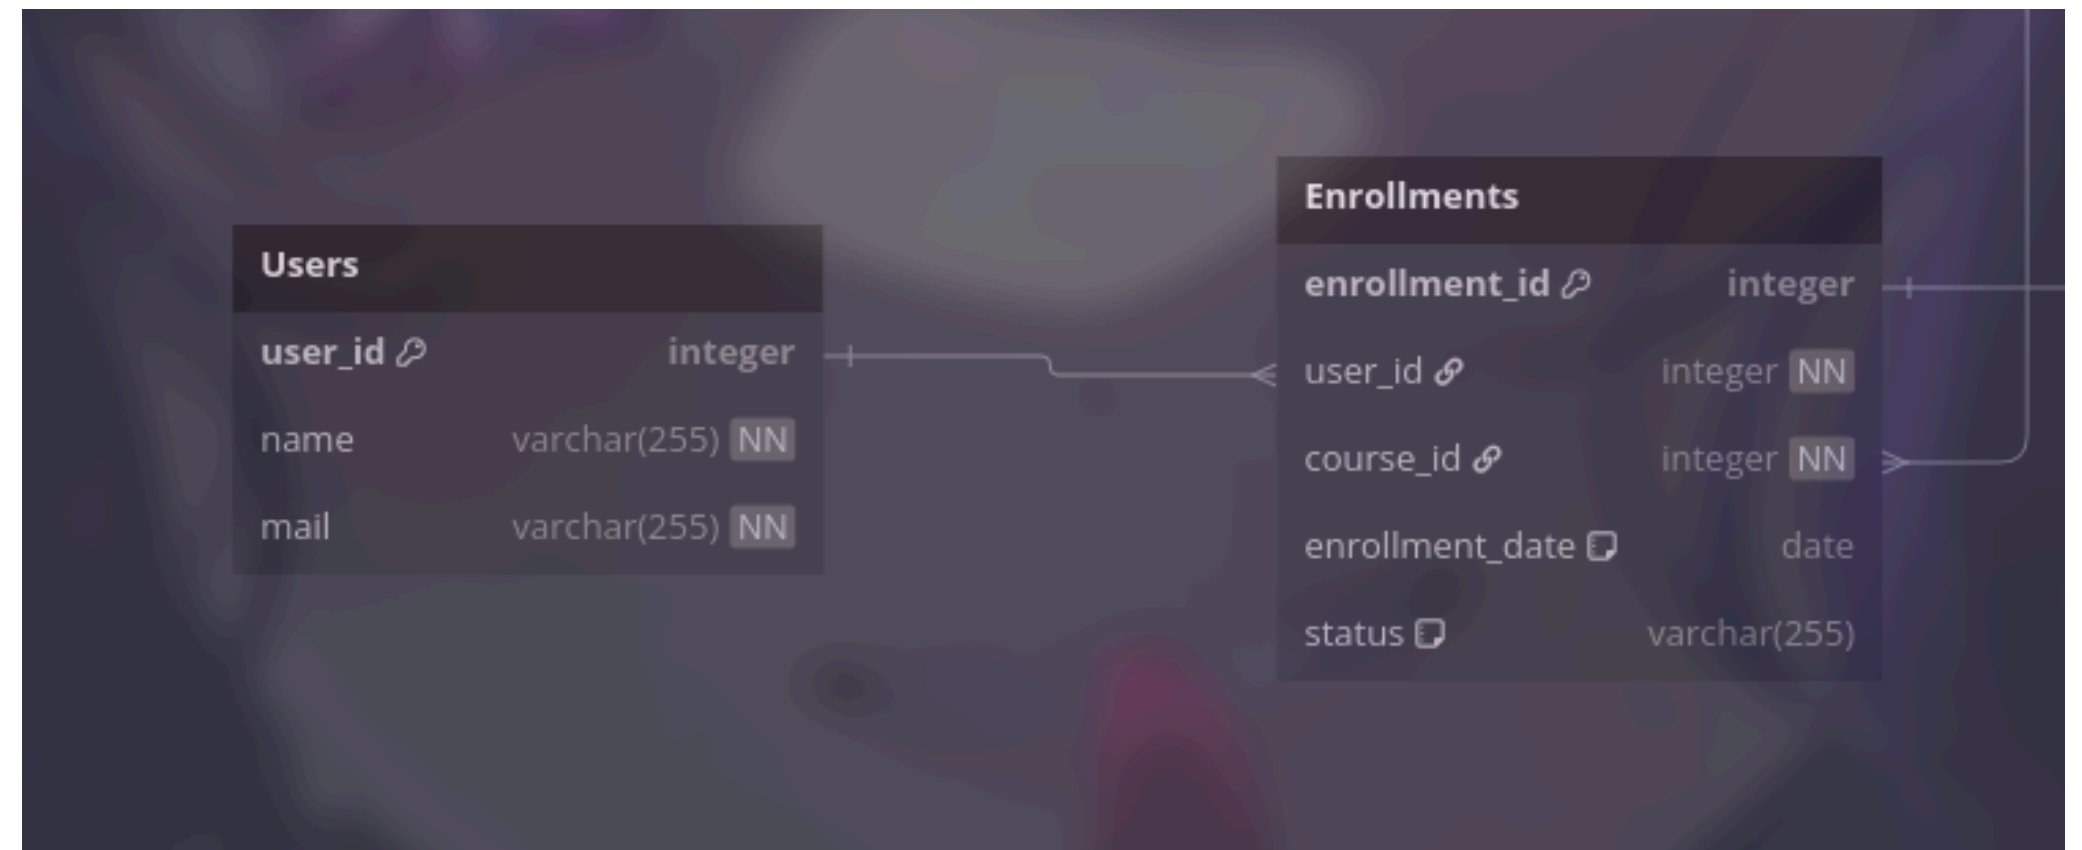 Users
user_id integer
name varchar(255) NN
mail varchar(255) NN
Enrollments
enrollment_id integer
user_id integer NN
course_id integer NN
enrollment_date date
status varchar(255)